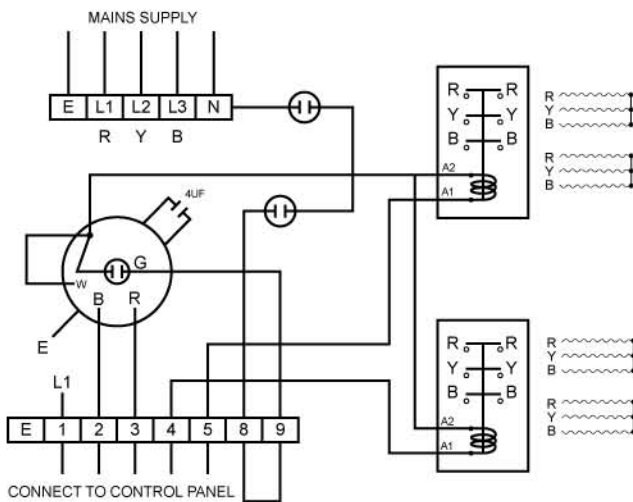 MAINS SUPPLY
E L1 L2 L3 N
R Y B
4UF
G
W
B R
E
L1
E 1 2 3 4 5 8 9
CONNECT TO CONTROL PANEL
R R
Y Y
B B
A2
A1
R
Y
B
R
Y
B
R R
Y Y
B B
A2
A1
R
Y
B
R
Y
B